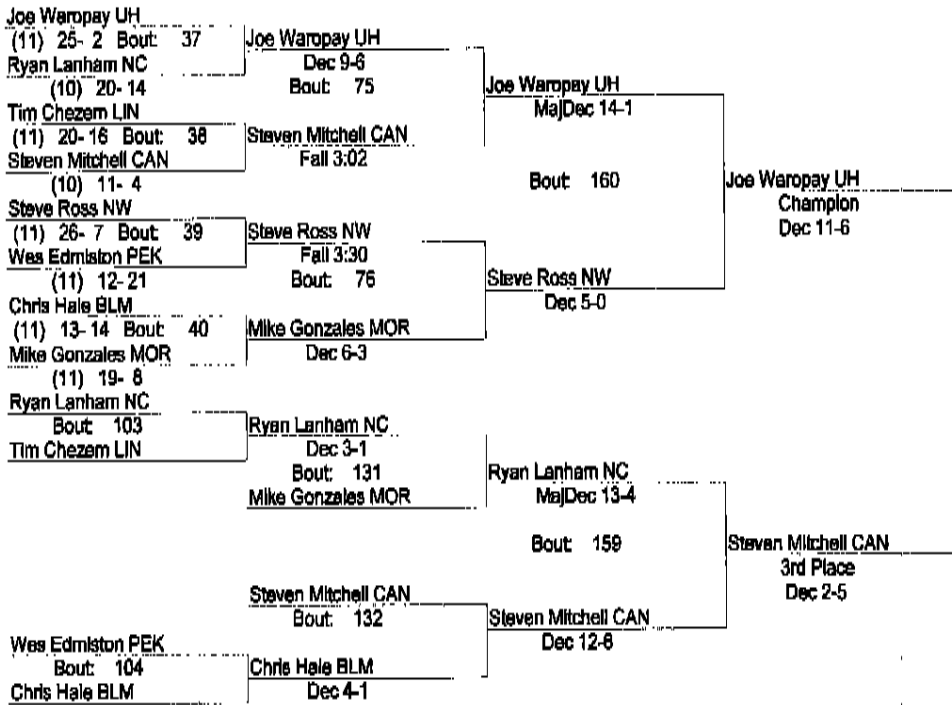 Joe Waropay UH
(11) 25- 2 Bout: 37
Ryan Lanham NC
(10) 20- 14
Tim Chezem LIN
(11) 20- 16 Bout: 38
Steven Mitchell CAN
(10) 11- 4
Steve Ross NW
(11) 26- 7 Bout: 39
Wes Edmiston PEK
(11) 12- 21
Chris Hale BLM
(11) 13- 14 Bout: 40
Mike Gonzales MOR
(11) 19- 8
Joe Waropay UH
Dec 9-6
Bout: 75
Steven Mitchell CAN
Fall 3:02
Steve Ross NW
Fall 3:30
Bout: 76
Mike Gonzales MOR
Dec 6-3
Joe Waropay UH
MajDec 14-1
Bout: 160
Steve Ross NW
Dec 5-0
Joe Waropay UH
Champion
Dec 11-6
Ryan Lanham NC
Bout: 103
Tim Chezem LIN
Wes Edmiston PEK
Bout: 104
Chris Hale BLM
Ryan Lanham NC
Dec 3-1
Bout: 131
Mike Gonzales MOR
Steven Mitchell CAN
Bout: 132
Chris Hale BLM
Dec 4-1
Ryan Lanham NC
MajDec 13-4
Bout: 159
Steven Mitchell CAN
Dec 12-6
Steven Mitchell CAN
3rd Place
Dec 2-5